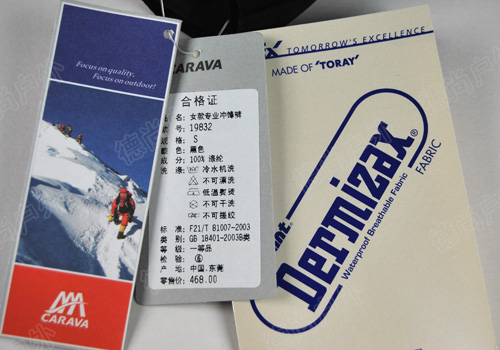 Focus on quality,
Focus on outdoor!
CARAVA
CARAVA
合格证
品 名: 女款专业冲锋裤
款 号: 19832
规 格: S
颜 色: 黑色
成 分: 100% 涤纶
洗 涤: 冷水机洗
不可漂洗
低温熨烫
不可干洗
不可拧绞
标 准: FZ1/T 81007-2003
类 别: GB 18401-2003B类
等 级: 一等品
检 验: 6
产 地: 中国.东莞
零售价: 468.00
TOMORROW'S EXCELLENCE
MADE OF 'TORAY'
nt. Dermizax®
FABRIC
Waterproof Breathable Fabric